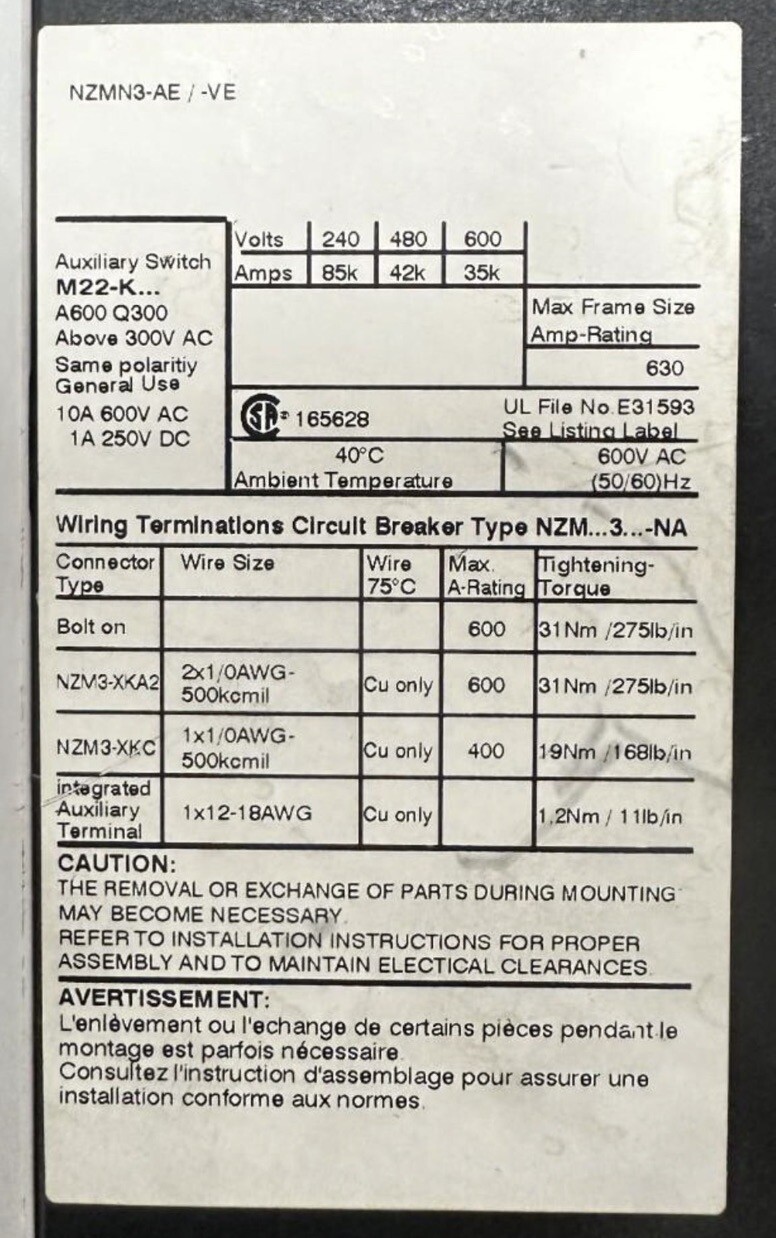 NZMN3-AE / -VE
Auxiliary Switch
M22-K...
A600 Q300
Above 300V AC
Same polaritiy
General Use
10A 600V AC
1A 250V DC
Volts 240 480 600
Amps 85k 42k 35k
Max Frame Size
Amp-Rating
630
CSA ® 165628
UL File No.E31593
See Listing Label
40°C
Ambient Temperature
600V AC
(50/60)Hz
Wiring Terminations Circuit Breaker Type NZM...3...-NA
Connector Type Wire Size Wire 75°C Max. A-Rating Tightening-Torque
Bolt on 600 31Nm /275lb/in
NZM3-XKA2 2x1/0AWG-500kcmil Cu only 600 31Nm /275lb/in
NZM3-XKC 1x1/0AWG-500kcmil Cu only 400 19Nm /168lb/in
integrated Auxiliary Terminal 1x12-18AWG Cu only 1,2Nm / 11lb/in
CAUTION:
THE REMOVAL OR EXCHANGE OF PARTS DURING MOUNTING
MAY BECOME NECESSARY.
REFER TO INSTALLATION INSTRUCTIONS FOR PROPER
ASSEMBLY AND TO MAINTAIN ELECTICAL CLEARANCES.
AVERTISSEMENT:
L'enlèvement ou l'echange de certains pièces pendant le
montage est parfois nécessaire.
Consultez l'instruction d'assemblage pour assurer une
installation conforme aux normes.